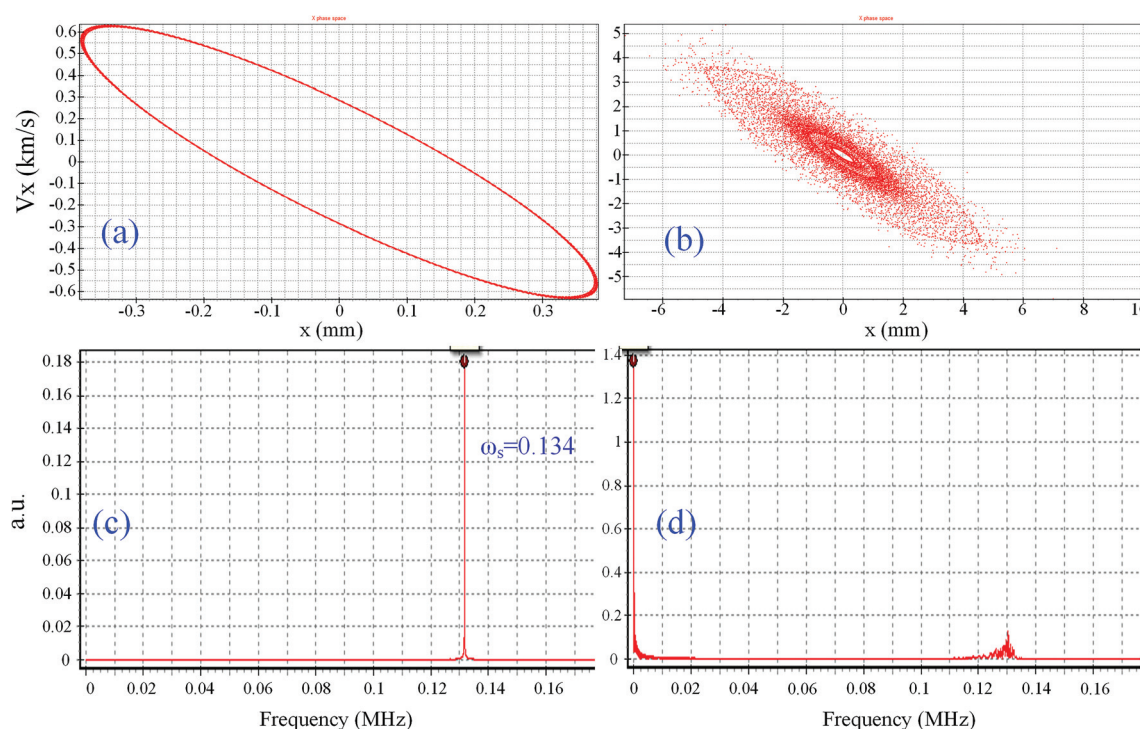 X phase space
X phase space
Vx (km/s)
0.6
0.5
0.4
0.3
0.2
0.1
0
-0.1
-0.2
-0.3
-0.4
-0.5
-0.6
(a)
-0.3 -0.2 -0.1 0 0.1 0.2 0.3
x (mm)
5
4
3
2
1
0
-1
-2
-3
-4
-5
(b)
-6 -4 -2 0 2 4 6 8 10
x (mm)
a.u.
0.18
0.16
0.14
0.12
0.1
0.08
0.06
0.04
0.02
0
ωs=0.134
(c)
0 0.02 0.04 0.06 0.08 0.1 0.12 0.14 0.16
Frequency (MHz)
1.4
1.2
1
0.8
0.6
0.4
0.2
0
(d)
0 0.02 0.04 0.06 0.08 0.1 0.12 0.14 0.16
Frequency (MHz)